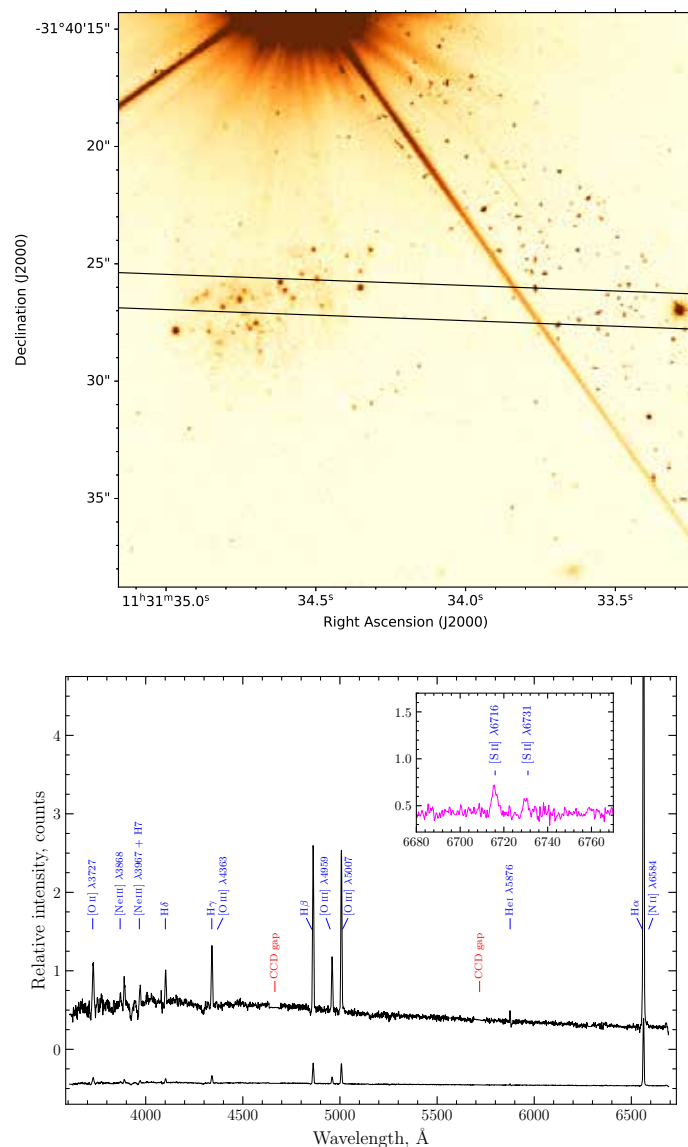 -31°40'15"
20"
25"
30"
35"
Declination (J2000)
11ʰ31ᵐ35.0ˢ 34.5ˢ 34.0ˢ 33.5ˢ
Right Ascension (J2000)
Relative intensity, counts
4
3
2
1
0
[O II] λ3727
[Ne III] λ3868
[Ne III] λ3967 + H7
Hδ
Hγ
[O III] λ4363
CCD gap
Hβ
[O III] λ4959
[O III] λ5007
CCD gap
He I λ5876
Hα
[N II] λ6584
1.5
1.0
0.5
[S II] λ6716
[S II] λ6731
6680 6700 6720 6740 6760
4000 4500 5000 5500 6000 6500
Wavelength, Å